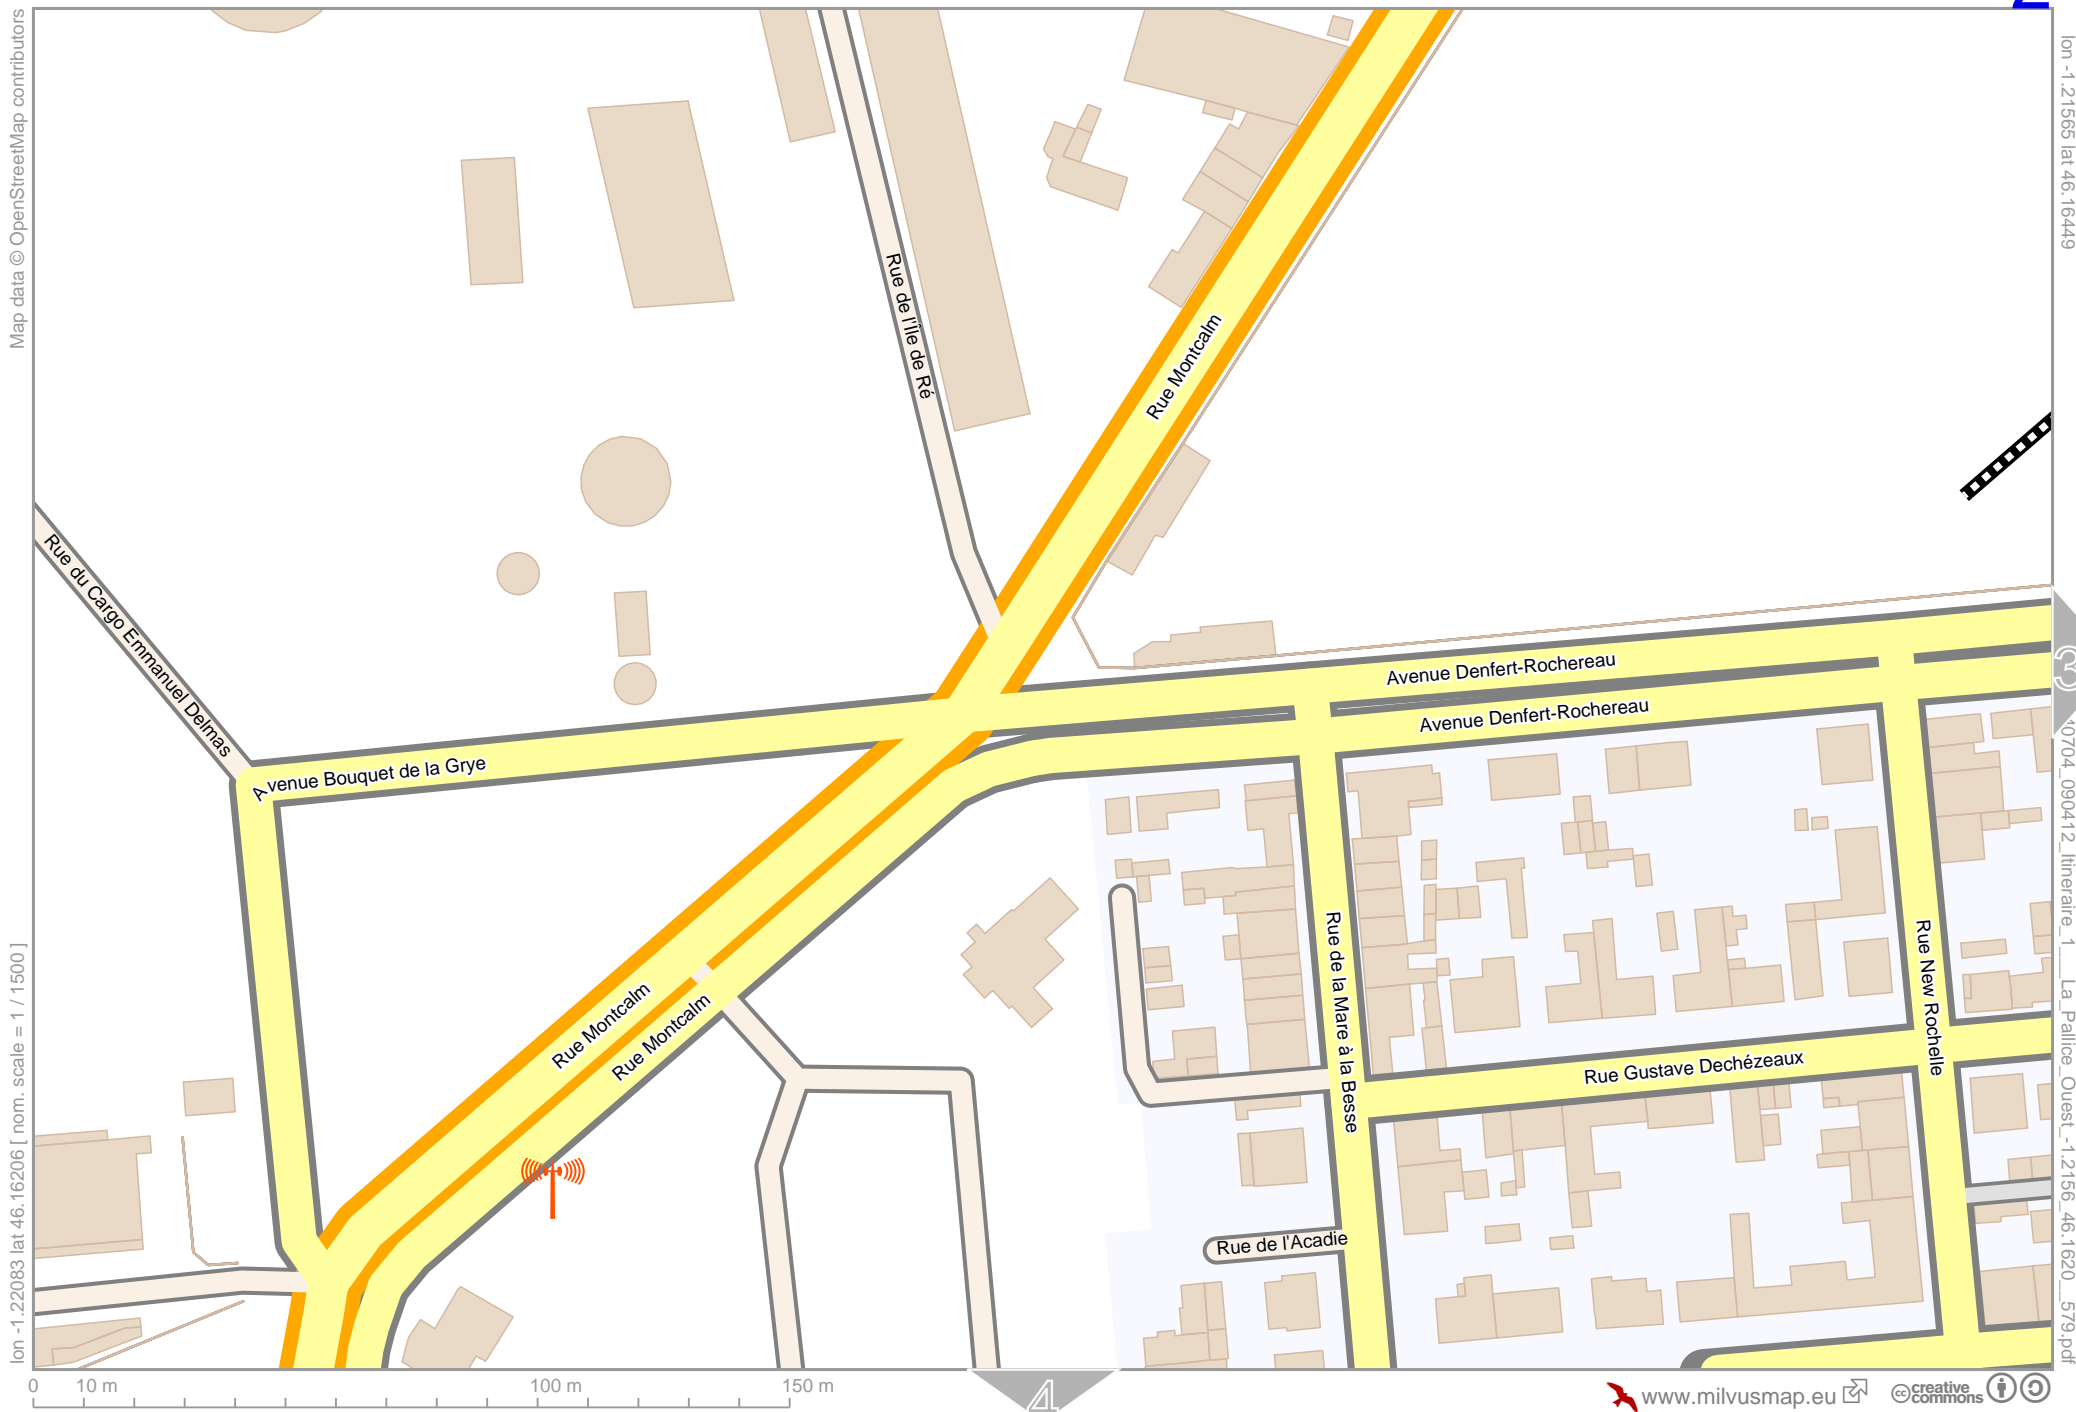 Map data © OpenStreetMap contributors
lon -1.22083 lat 46.16206 [ nom. scale = 1 / 1500 ]
lon -1.21565 lat 46.16449
10704_090412_Itineraire_1___La_Pallice_Ouest_-1.2156_46.1620__579.pdf
Rue de l'Île de Ré
Rue Montcalm
Rue du Cargo Emmanuel Delmas
Avenue Denfert-Rochereau
Avenue Denfert-Rochereau
3
Avenue Bouquet de la Grye
Rue Montcalm
Rue Montcalm
Rue de la Mare à la Besse
Rue New Rochelle
Rue Gustave Dechézeaux
Rue de l'Acadie
0
10 m
100 m
150 m
4
www.milvusmap.eu
cc creative commons